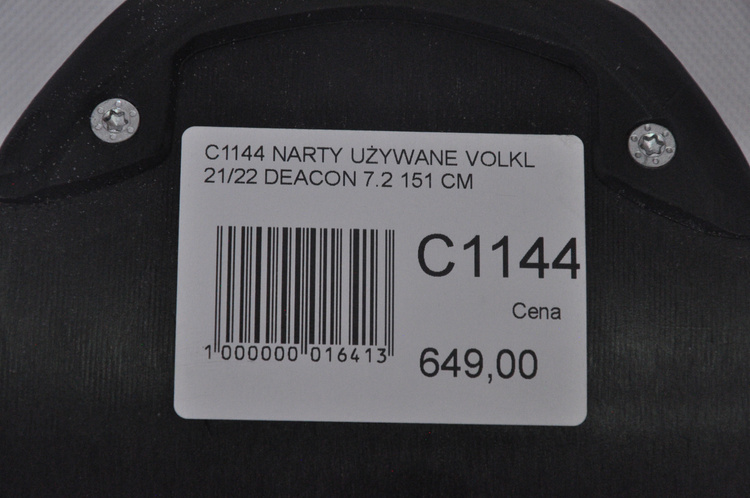 C1144 NARTY UŻYWANE VOLKL
21/22 DEACON 7.2 151 CM
C1144
Cena
1 000000 016413
649,00